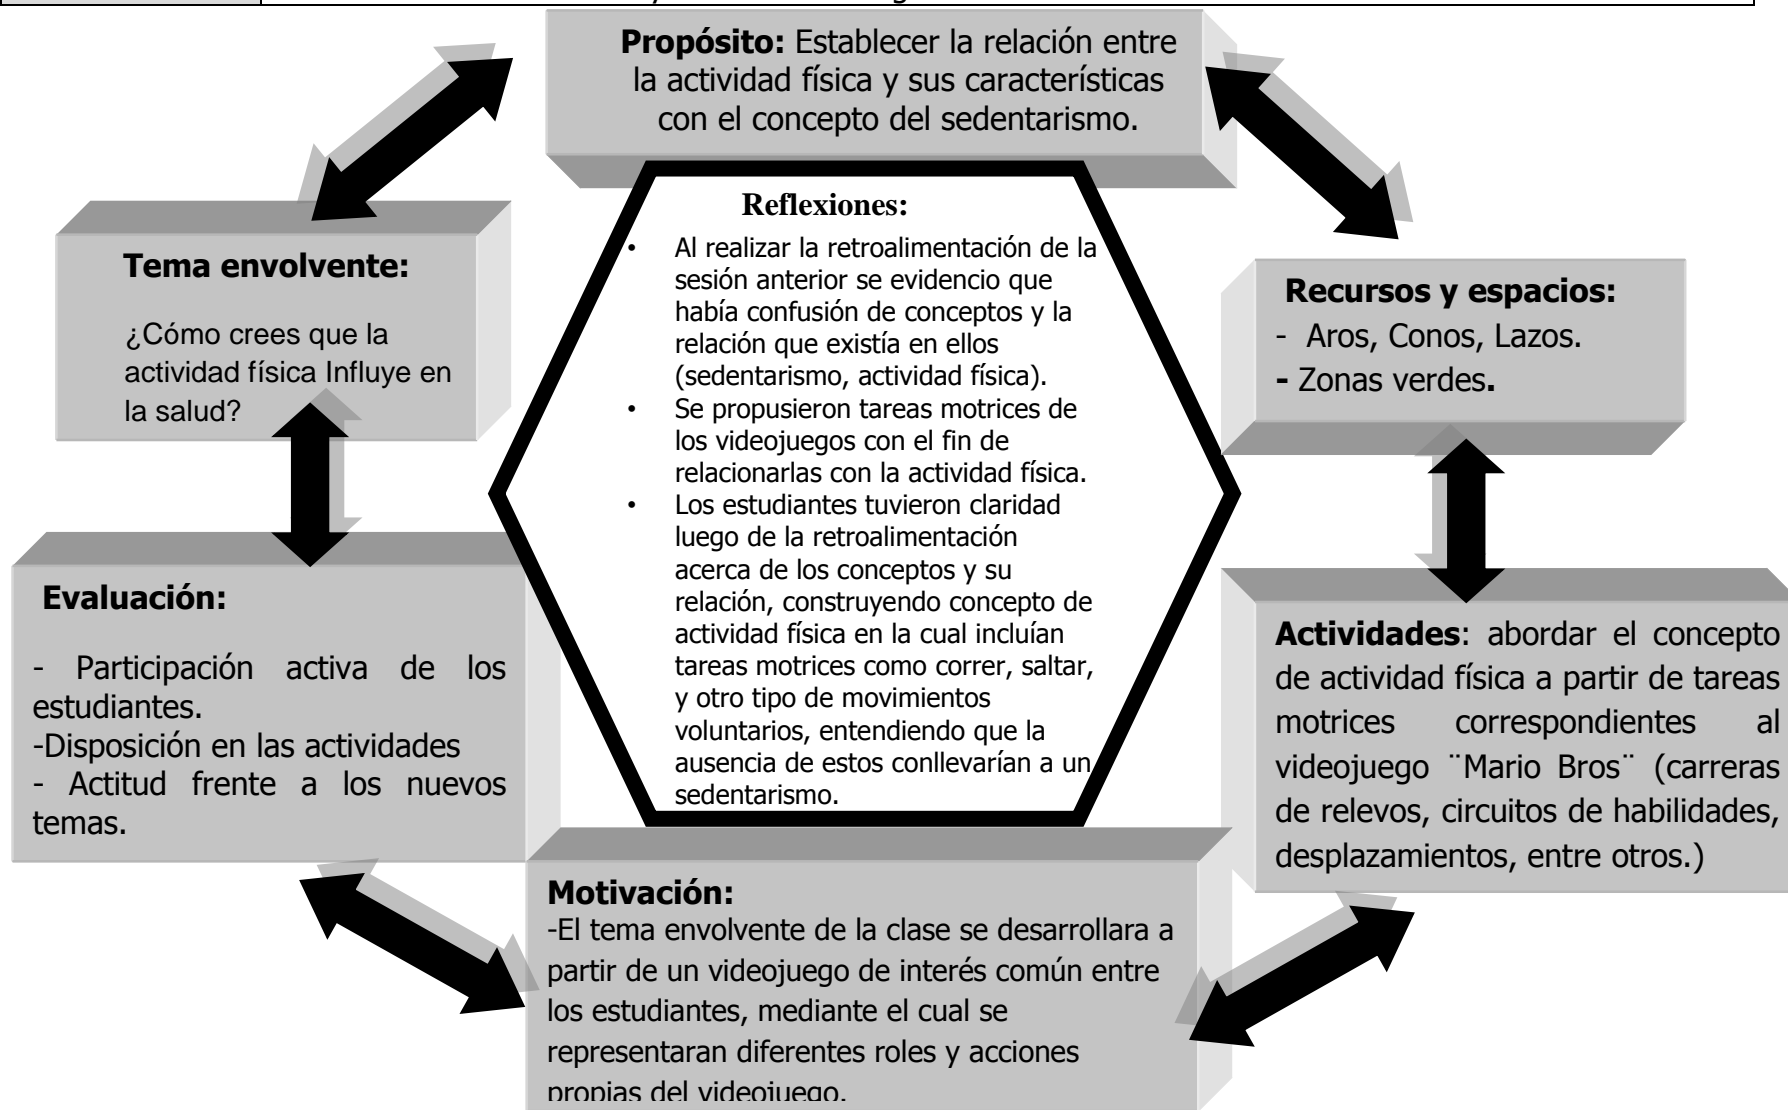 Propósito: Establecer la relación entre
la actividad física y sus características
con el concepto del sedentarismo.
Tema envolvente:
¿Cómo crees que la
actividad física Influye en
la salud?
Reflexiones:
• Al realizar la retroalimentación de la
sesión anterior se evidencio que
había confusión de conceptos y la
relación que existía en ellos
(sedentarismo, actividad física).
• Se propusieron tareas motrices de
los videojuegos con el fin de
relacionarlas con la actividad física.
• Los estudiantes tuvieron claridad
luego de la retroalimentación
acerca de los conceptos y su
relación, construyendo concepto de
actividad física en la cual incluían
tareas motrices como correr, saltar,
y otro tipo de movimientos
voluntarios, entendiendo que la
ausencia de estos conllevarían a un
sedentarismo.
Recursos y espacios:
- Aros, Conos, Lazos.
- Zonas verdes.
Evaluación:
- Participación activa de los
estudiantes.
-Disposición en las actividades
- Actitud frente a los nuevos
temas.
Actividades: abordar el concepto
de actividad física a partir de tareas
motrices correspondientes al
videojuego ¨Mario Bros¨ (carreras
de relevos, circuitos de habilidades,
desplazamientos, entre otros.)
Motivación:
-El tema envolvente de la clase se desarrollara a
partir de un videojuego de interés común entre
los estudiantes, mediante el cual se
representaran diferentes roles y acciones
propias del videojuego.